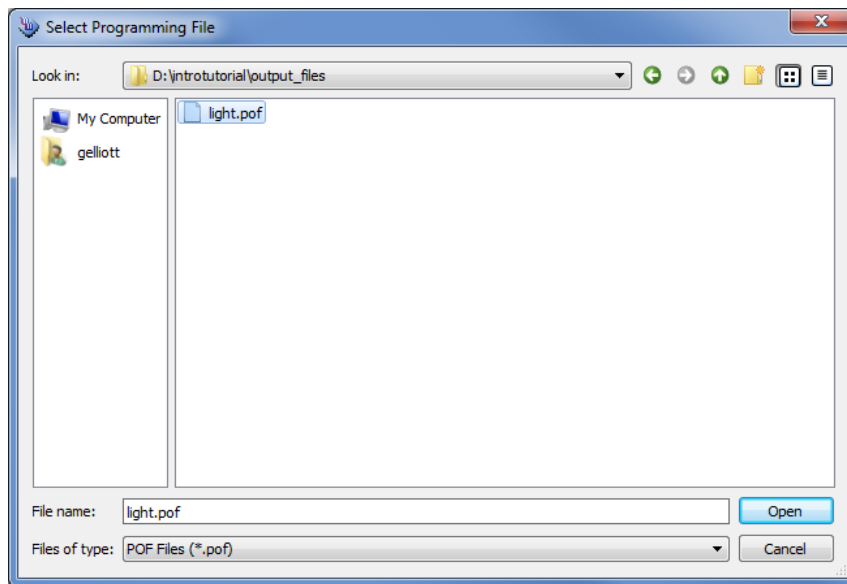 Select Programming File
Look in: D:\introtutorial\output_files
My Computer
light.pof
gelliott
File name: light.pof Open
Files of type: POF Files (*.pof) Cancel